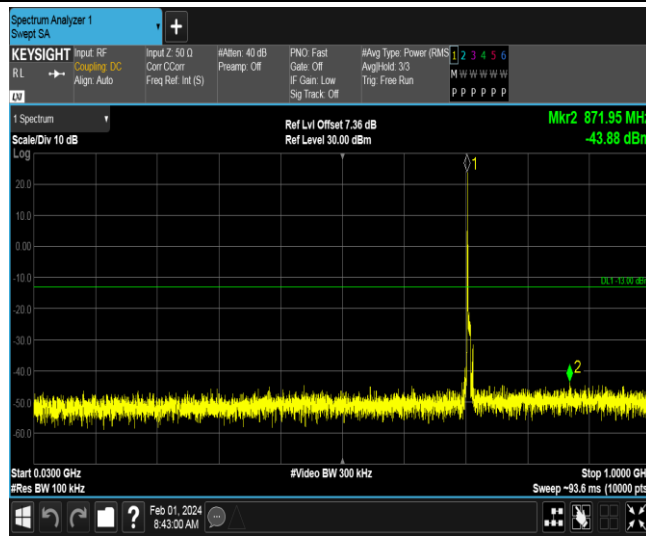 Spectrum Analyzer 1
Swept SA
KEYSIGHT
RL
LXI
Input: RF
Coupling: DC
Align: Auto
Input Z: 50 Ω
Corr CCorr
Freq Ref: Int (S)
#Atten: 40 dB
Preamp: Off
PNO: Fast
Gate: Off
IF Gain: Low
Sig Track: Off
#Avg Type: Power (RMS
Avg|Hold: 3/3
Trig: Free Run
1 2 3 4 5 6
M W W W W W
P P P P P P
1 Spectrum
Scale/Div 10 dB
Ref Lvl Offset 7.36 dB
Ref Level 30.00 dBm
Mkr2 871.95 MHz
-43.88 dBm
Log
1
20.0
10.0
0.00
-10.0
DL1 -13.00 dBm
-20.0
-30.0
-40.0
2
-50.0
-60.0
Start 0.0300 GHz
#Video BW 300 kHz
Stop 1.0000 GH
#Res BW 100 kHz
Sweep ~93.6 ms (10000 pts
?
Feb 01, 2024
8:43:00 AM